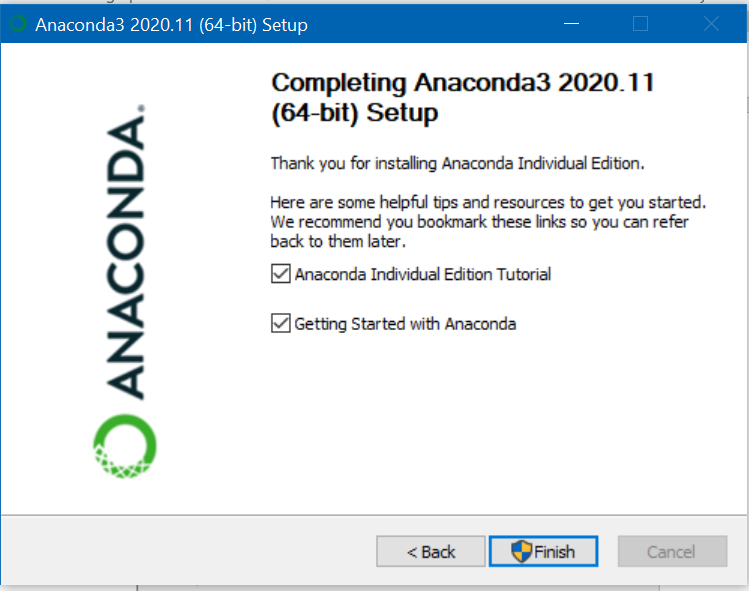 Anaconda3 2020.11 (64-bit) Setup
Completing Anaconda3 2020.11
(64-bit) Setup
Thank you for installing Anaconda Individual Edition.
Here are some helpful tips and resources to get you started.
We recommend you bookmark these links so you can refer
back to them later.
Anaconda Individual Edition Tutorial
Getting Started with Anaconda
ANACONDA.
< Back
Finish
Cancel